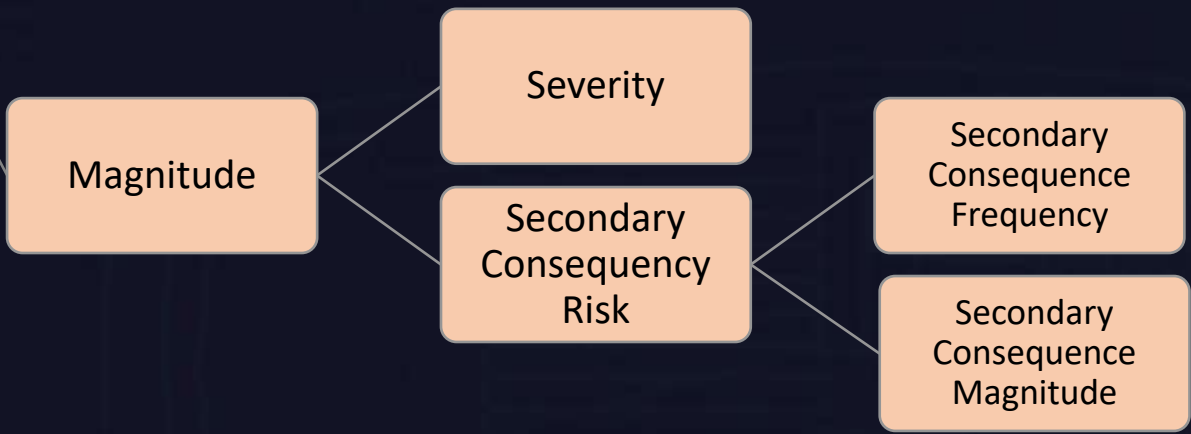 Magnitude
Severity
Secondary
Consequency
Risk
Secondary
Consequence
Frequency
Secondary
Consequence
Magnitude